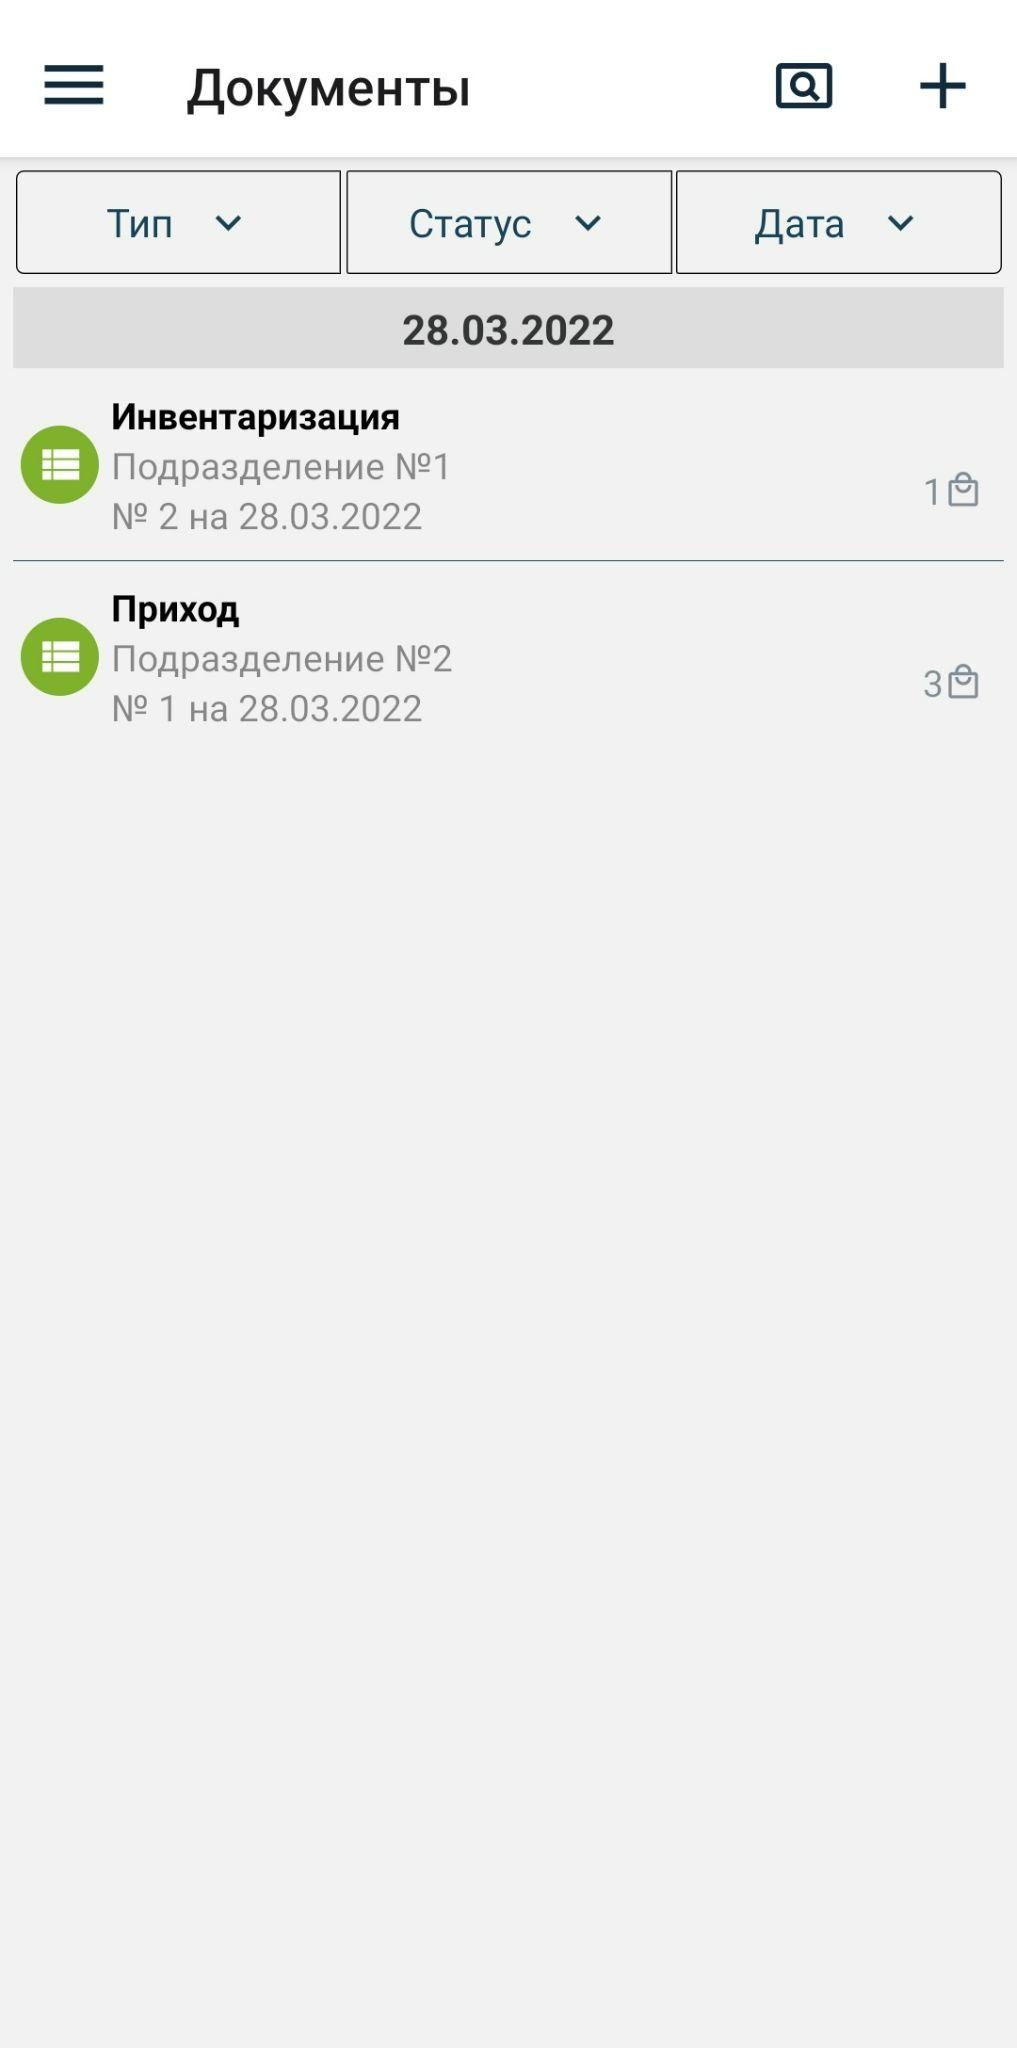 Документы
Тип
Статус
Дата
28.03.2022
Инвентаризация
Подразделение №1
№ 2 на 28.03.2022
1
Приход
Подразделение №2
№ 1 на 28.03.2022
3